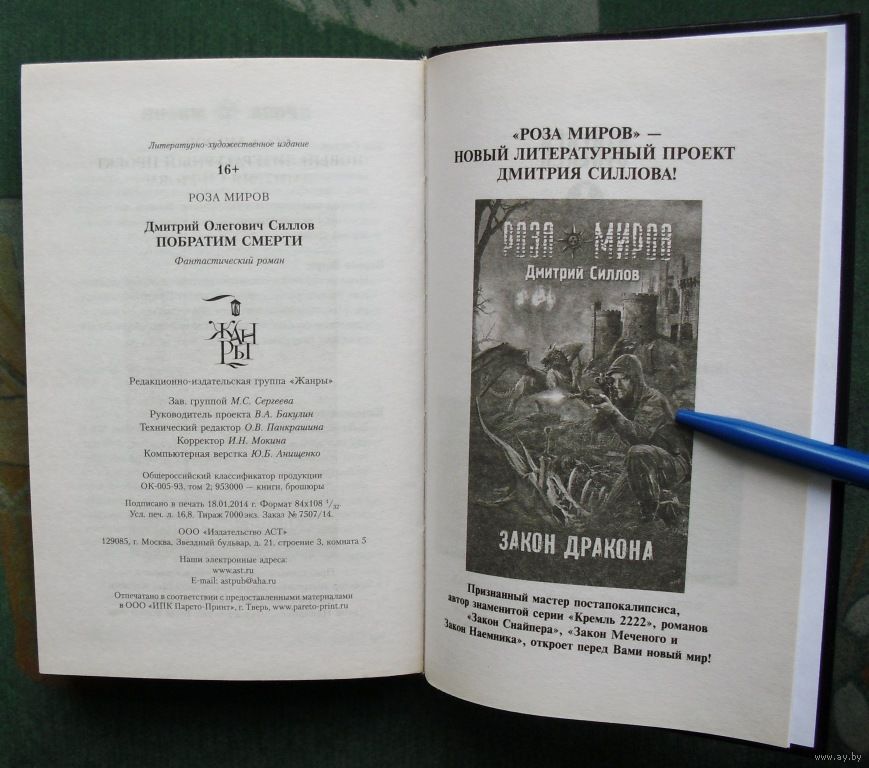 Литературно-художественное издание
16+
РОЗА МИРОВ
Дмитрий Олегович Силлов
ПОБРАТИМ СМЕРТИ
Фантастический роман
ЖАН
РЫ
Редакционно-издательская группа «Жанры»
Зав. группой М.С. Сергеева
Руководитель проекта В.А. Бакулин
Технический редактор О.В. Панкрашина
Корректор И.Н. Мокина
Компьютерная верстка Ю.Б. Анищенко
Общероссийский классификатор продукции
ОК-005-93, том 2; 953000 — книги, брошюры
Подписано в печать 18.01.2014 г. Формат 84х108 1/32
Усл. печ. л. 16,8. Тираж 7000 экз. Заказ № 7507/14.
ООО «Издательство АСТ»
129085, г. Москва, Звездный бульвар, д. 21, строение 3, комната 5
Наши электронные адреса:
www.ast.ru
E-mail: astpub@aha.ru
Отпечатано в соответствии с предоставленными материалами
в ООО «ИПК Парето-Принт», г. Тверь, www.pareto-print.ru
«РОЗА МИРОВ» —
НОВЫЙ ЛИТЕРАТУРНЫЙ ПРОЕКТ
ДМИТРИЯ СИЛЛОВА!
РОЗА МИРОВ
Дмитрий Силлов
ЗАКОН ДРАКОНА
Признанный мастер постапокалипсиса,
автор знаменитой серии «Кремль 2222», романов
«Закон Снайпера», «Закон Меченого и
Закон Наемника», откроет перед Вами новый мир!
www.ay.by